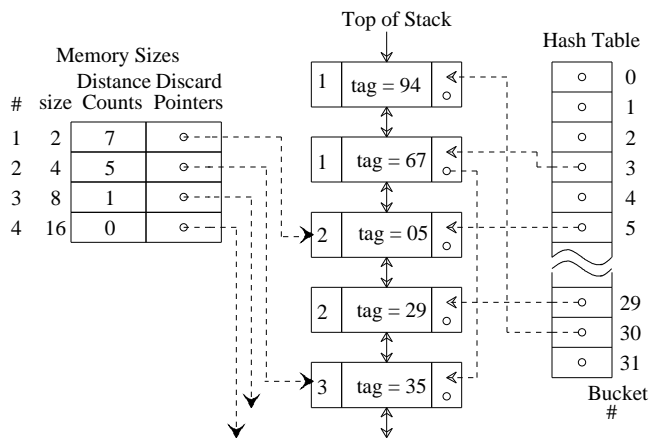 Top of Stack
Memory Sizes
Distance Discard
# size Counts Pointers
1 2 7
2 4 5
3 8 1
4 16 0
1 tag = 94
1 tag = 67
2 tag = 05
2 tag = 29
3 tag = 35
Hash Table
0
1
2
3
4
5
29
30
31
Bucket
#